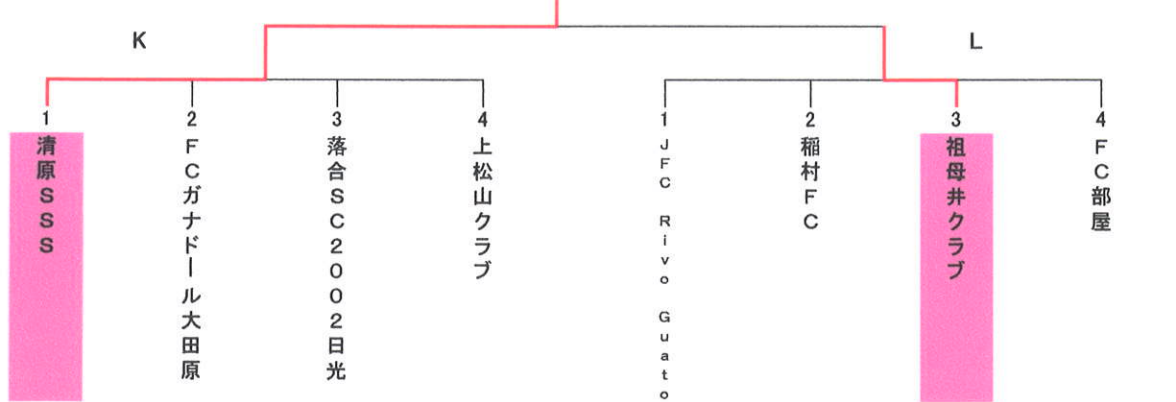 K
L
1
清原SSS
2
FCガナドール大田原
3
落合SC2002日光
4
上松山クラブ
1
JFC Rivo Guato
2
稲村FC
3
祖母井クラブ
4
FC部屋